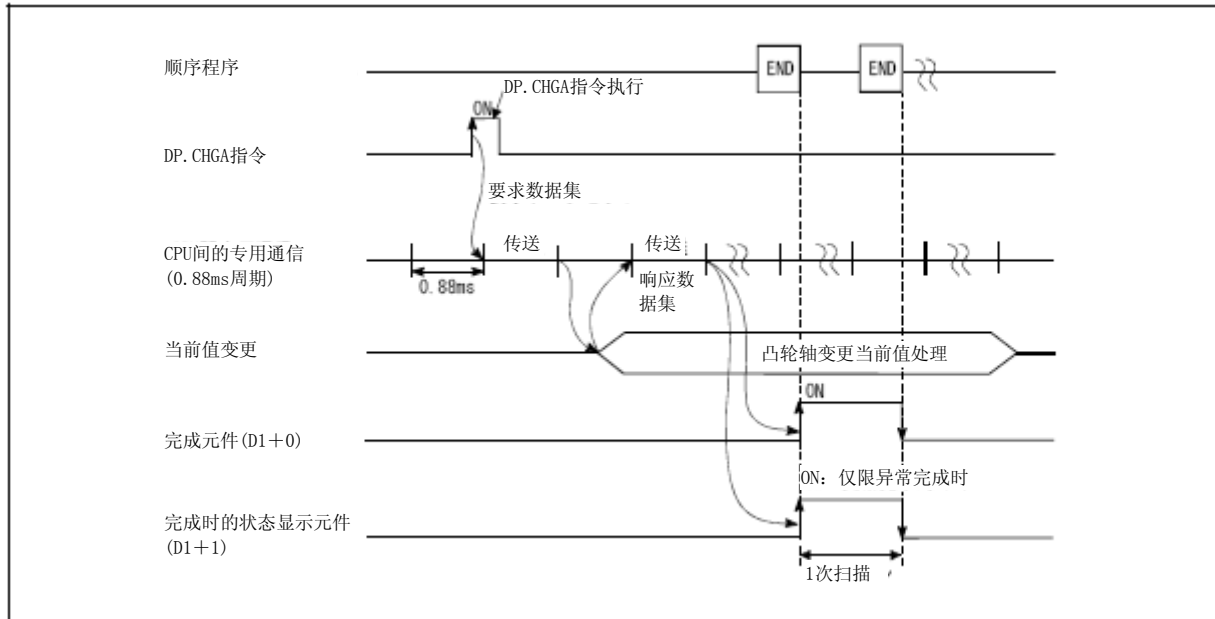 顺序程序
END
END
DP.CHGA指令执行
ON
DP.CHGA指令
要求数据集
CPU间的专用通信
(0.88ms周期)
传送
传送
0.88ms
响应数
据集
当前值变更
凸轮轴变更当前值处理
ON
完成元件(D1+0)
ON: 仅限异常完成时
完成时的状态显示元件
(D1+1)
1次扫描